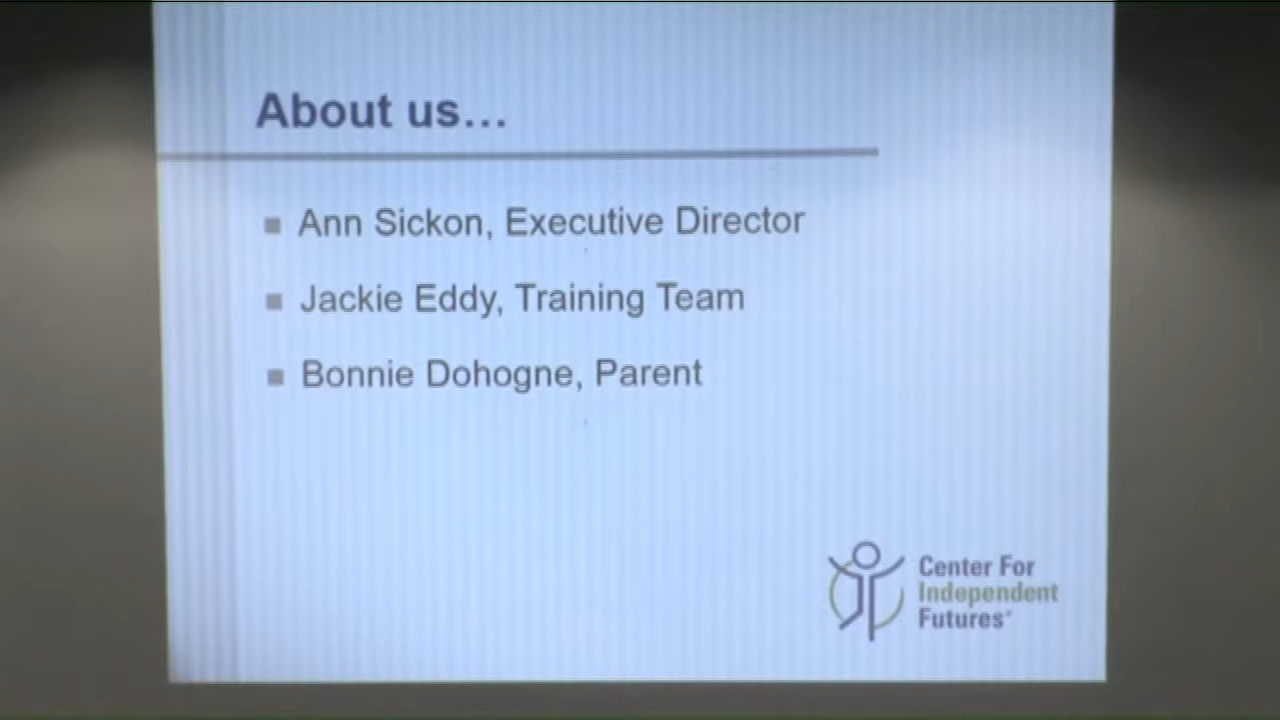 About us…
Ann Sickon, Executive Director
Jackie Eddy, Training Team
Bonnie Dohogne, Parent
Center For
Independent
Futures